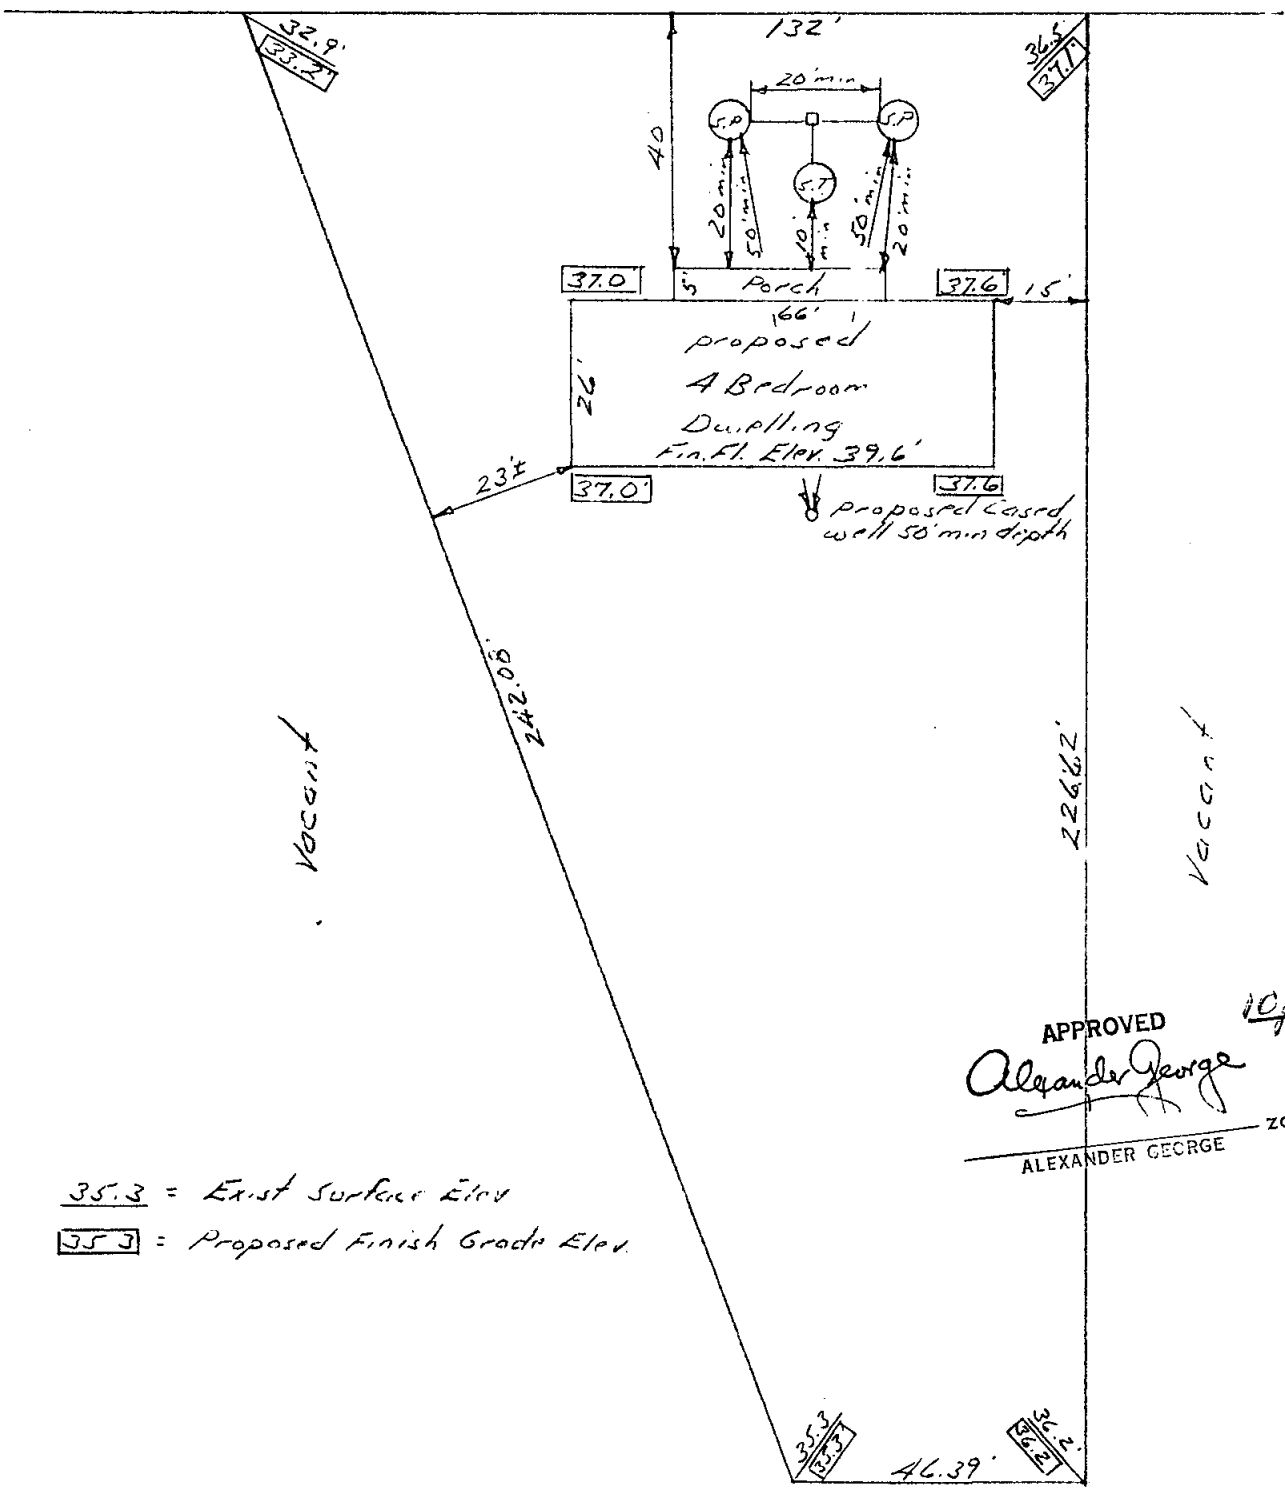 132'
32.9'
33.2'
36.5'
37.1'
20'min
S.P
S.P
S.T.
40
20 min
50'min
10' min
50'min
20'min
37.0
5'
Porch
37.6
15'
66'
proposed
4 Bedroom
Dwelling
Fin. Fl. Elev. 39.6'
26'
23'±
37.0'
37.6
proposed cased
well 50'min depth
242.08'
226.62'
Vacant
Vacant
APPROVED
Alexander George
ALEXANDER GEORGE
35.3 = Exist Surface Elev
35 3 = Proposed Finish Grade Elev.
35.3
35.3'
46.39'
36.2'
36.2